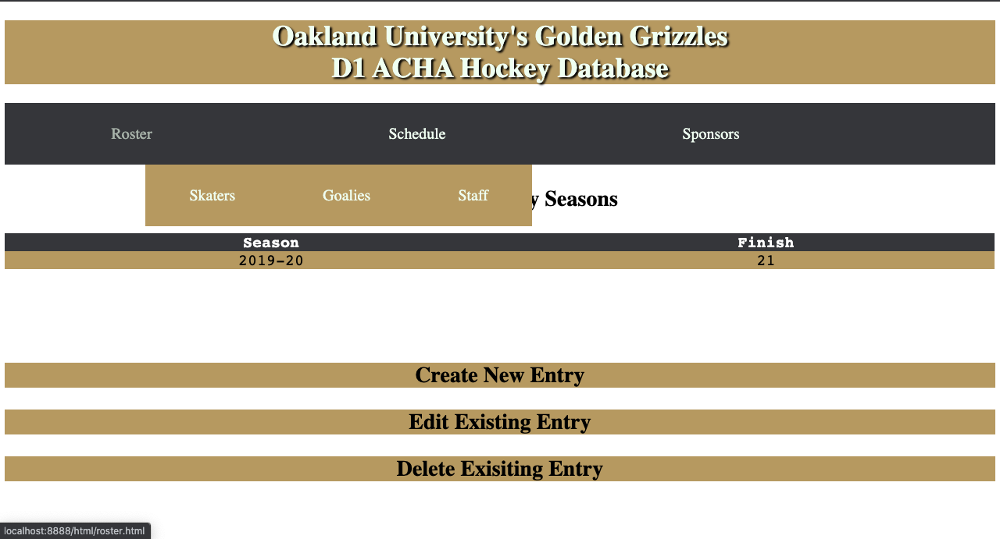 Oakland University's Golden Grizzles
D1 ACHA Hockey Database
Roster Schedule Sponsors
Skaters Goalies Staff
Seasons
Season Finish
2019-20 21
Create New Entry
Edit Existing Entry
Delete Exisiting Entry
localhost:8888/html/roster.html